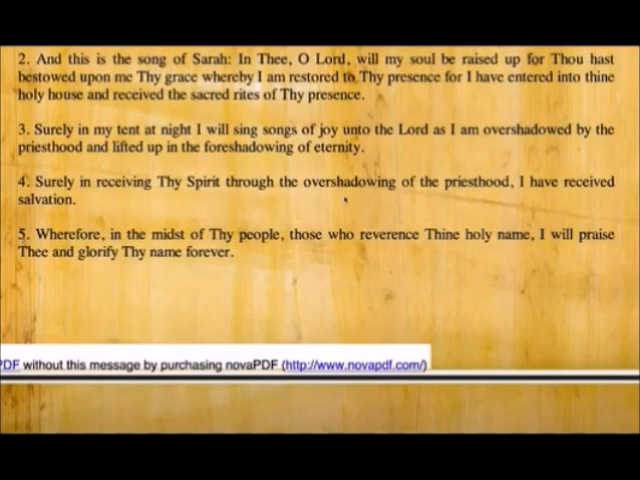 2. And this is the song of Sarah: In Thee, O Lord, will my soul be raised up for Thou hast
bestowed upon me Thy grace whereby I am restored to Thy presence for I have entered into thine
holy house and received the sacred rites of Thy presence.
3. Surely in my tent at night I will sing songs of joy unto the Lord as I am overshadowed by the
priesthood and lifted up in the foreshadowing of eternity.
4. Surely in receiving Thy Spirit through the overshadowing of the priesthood, I have received
salvation.
5. Wherefore, in the midst of Thy people, those who reverence Thine holy name, I will praise
Thee and glorify Thy name forever.
PDF without this message by purchasing novaPDF (http://www.novapdf.com/)